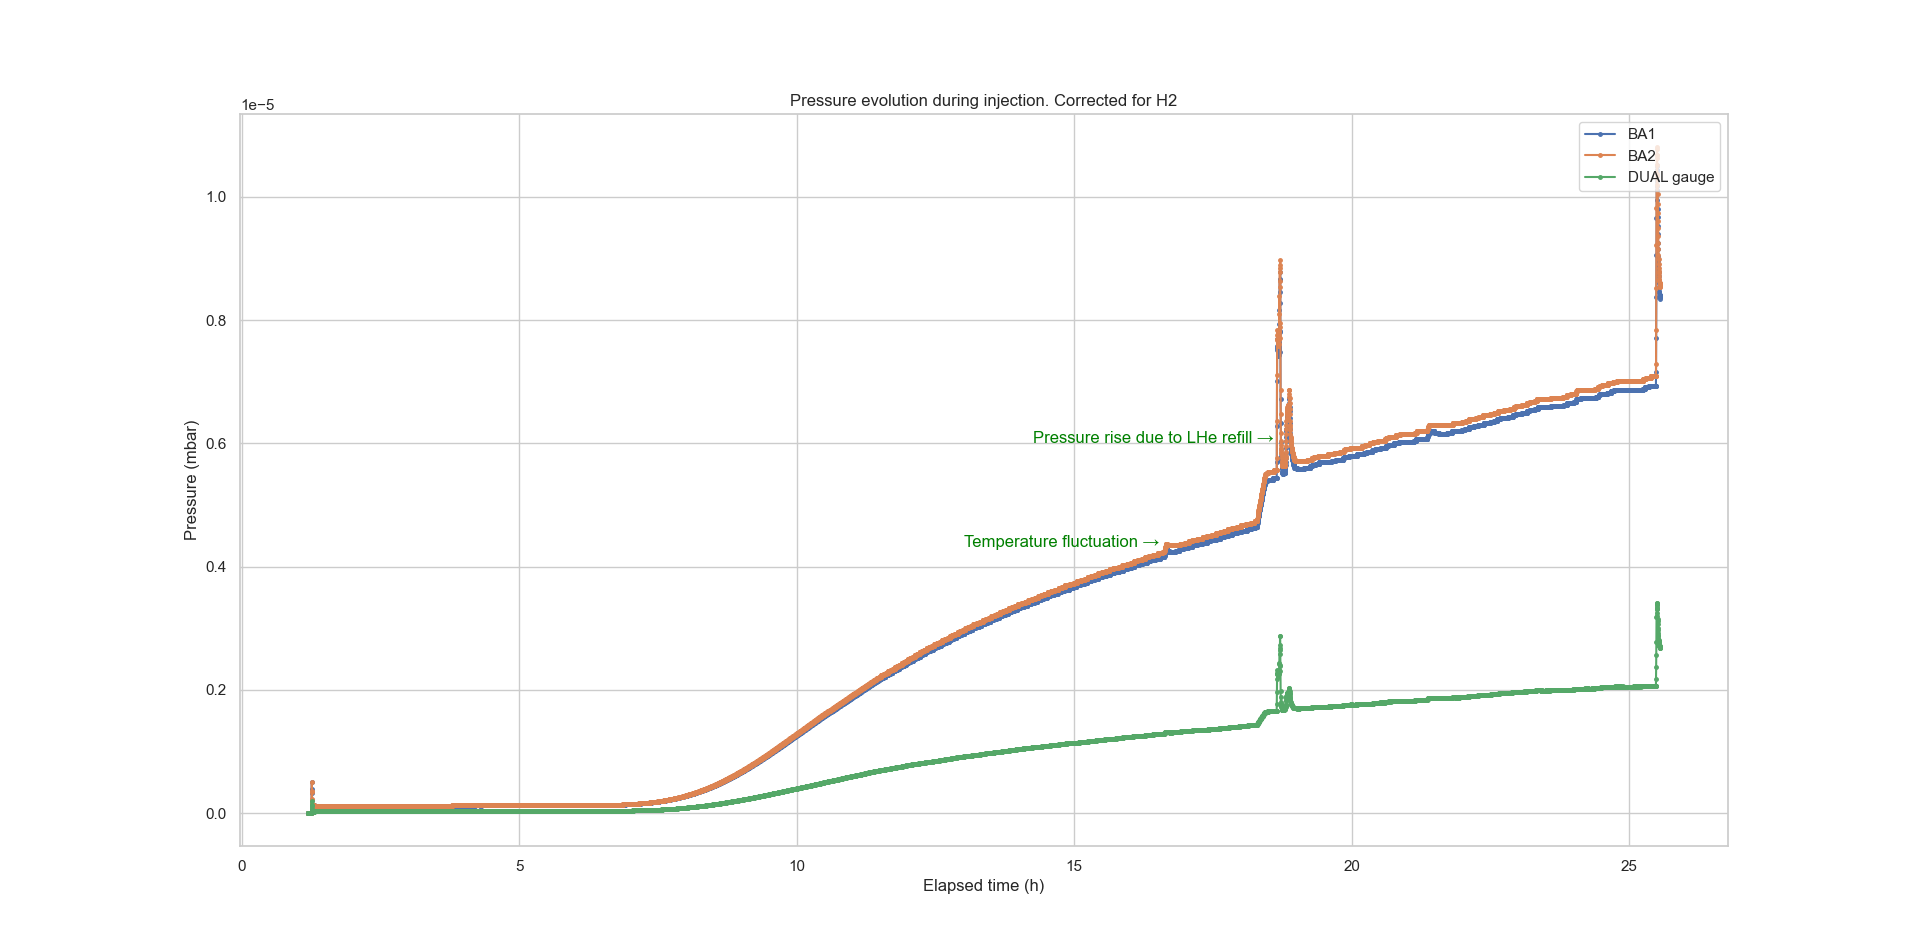 Pressure evolution during injection. Corrected for H2
1e−5
BA1
BA2
DUAL gauge
1.0
0.8
0.6
0.4
0.2
0.0
Pressure (mbar)
Pressure rise due to LHe refill →
Temperature fluctuation →
0 5 10 15 20 25
Elapsed time (h)